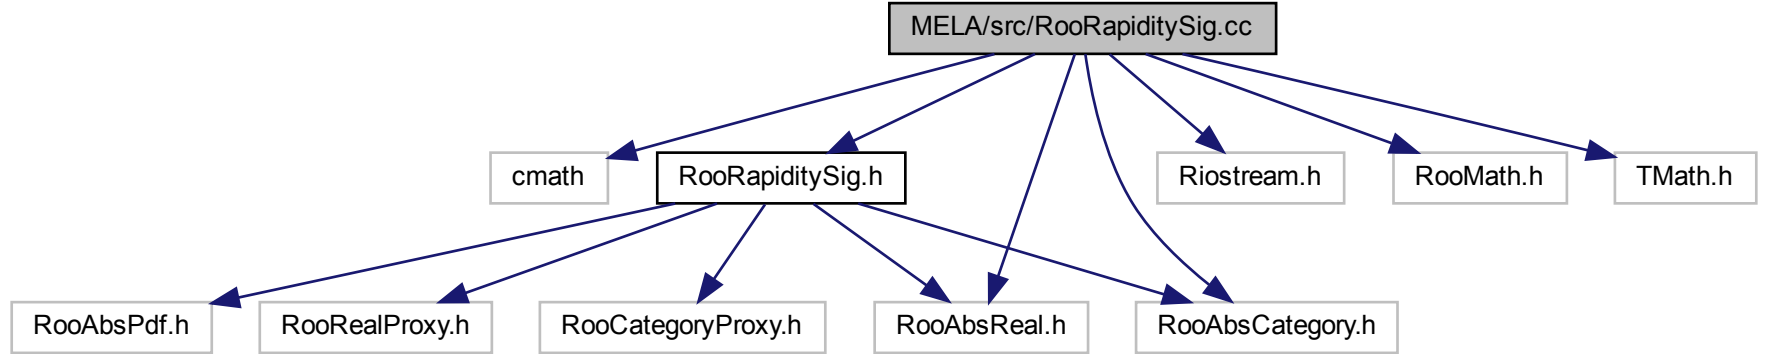 MELA/src/RooRapiditySig.cc
cmath
RooRapiditySig.h
Riostream.h
RooMath.h
TMath.h
RooAbsPdf.h
RooRealProxy.h
RooCategoryProxy.h
RooAbsReal.h
RooAbsCategory.h